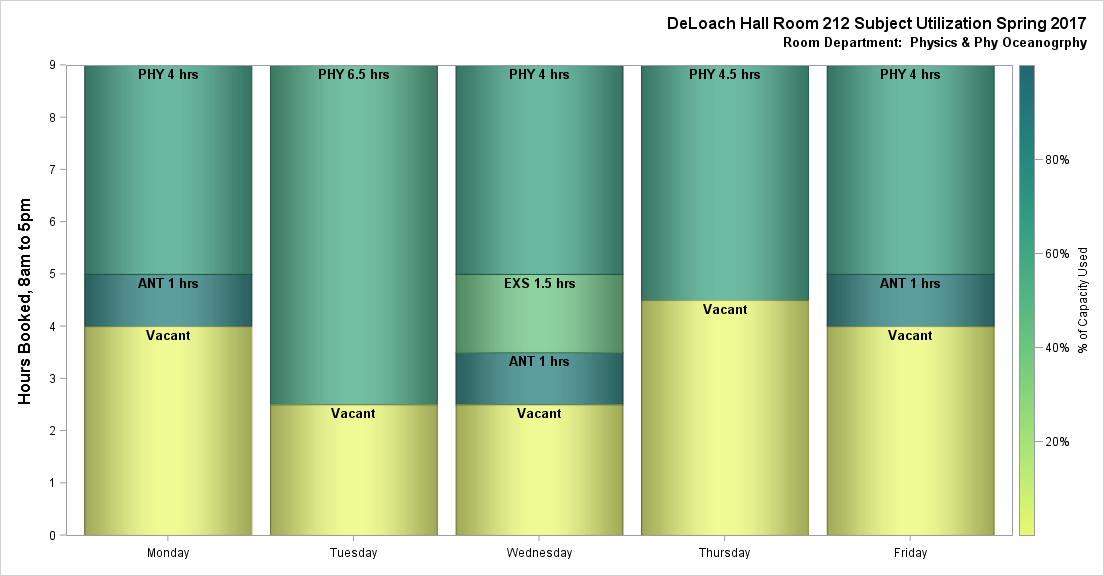 DeLoach Hall Room 212 Subject Utilization Spring 2017
Room Department: Physics & Phy Oceanogrphy
Hours Booked, 8am to 5pm
9
8
7
6
5
4
3
2
1
0
PHY 4 hrs
ANT 1 hrs
Vacant
PHY 6.5 hrs
Vacant
PHY 4 hrs
EXS 1.5 hrs
ANT 1 hrs
Vacant
PHY 4.5 hrs
Vacant
PHY 4 hrs
ANT 1 hrs
Vacant
Monday
Tuesday
Wednesday
Thursday
Friday
80%
60%
40%
20%
% of Capacity Used